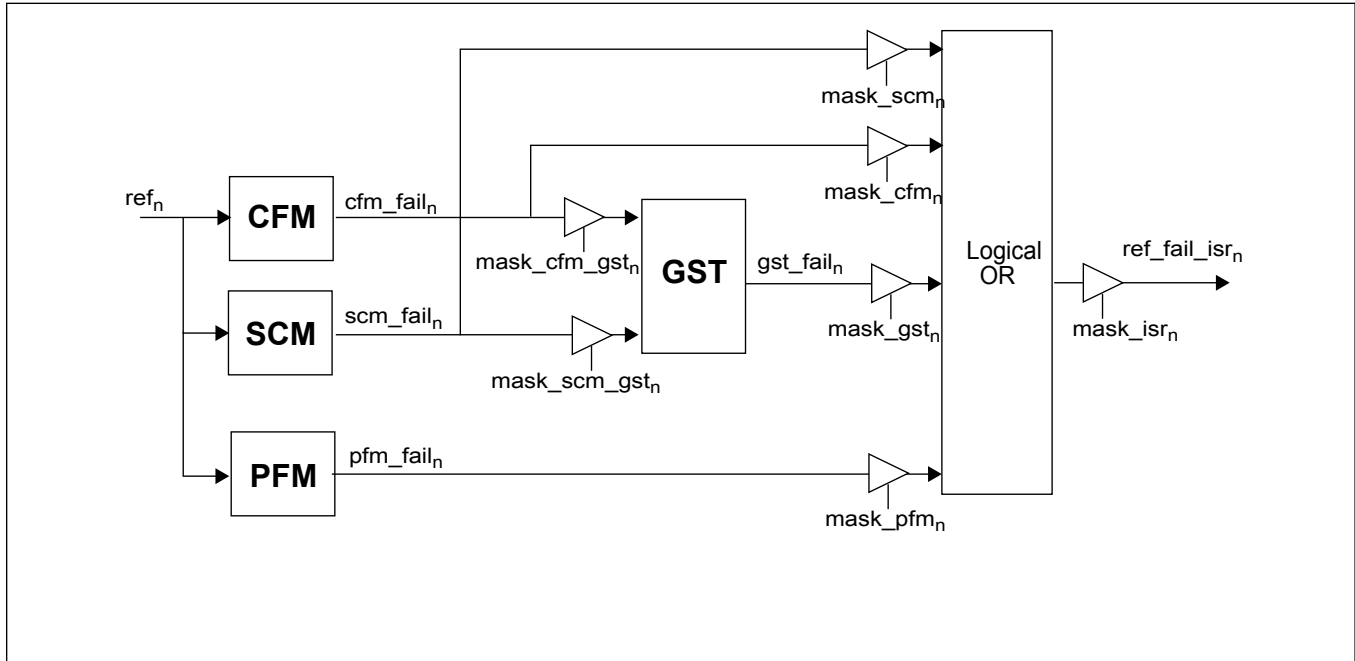 mask_scmn
mask_cfmn
refn
CFM
cfm_failn
mask_cfm_gstn
GST
gst_failn
mask_gstn
Logical
OR
ref_fail_isrn
mask_isrn
SCM
scm_failn
mask_scm_gstn
PFM
pfm_failn
mask_pfmn